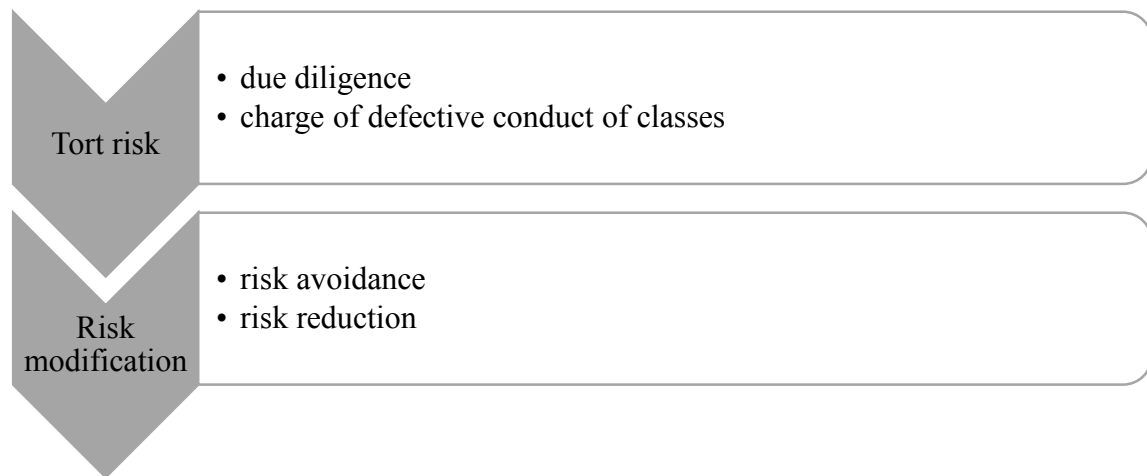 Tort risk
• due diligence
• charge of defective conduct of classes
Risk
modification
• risk avoidance
• risk reduction